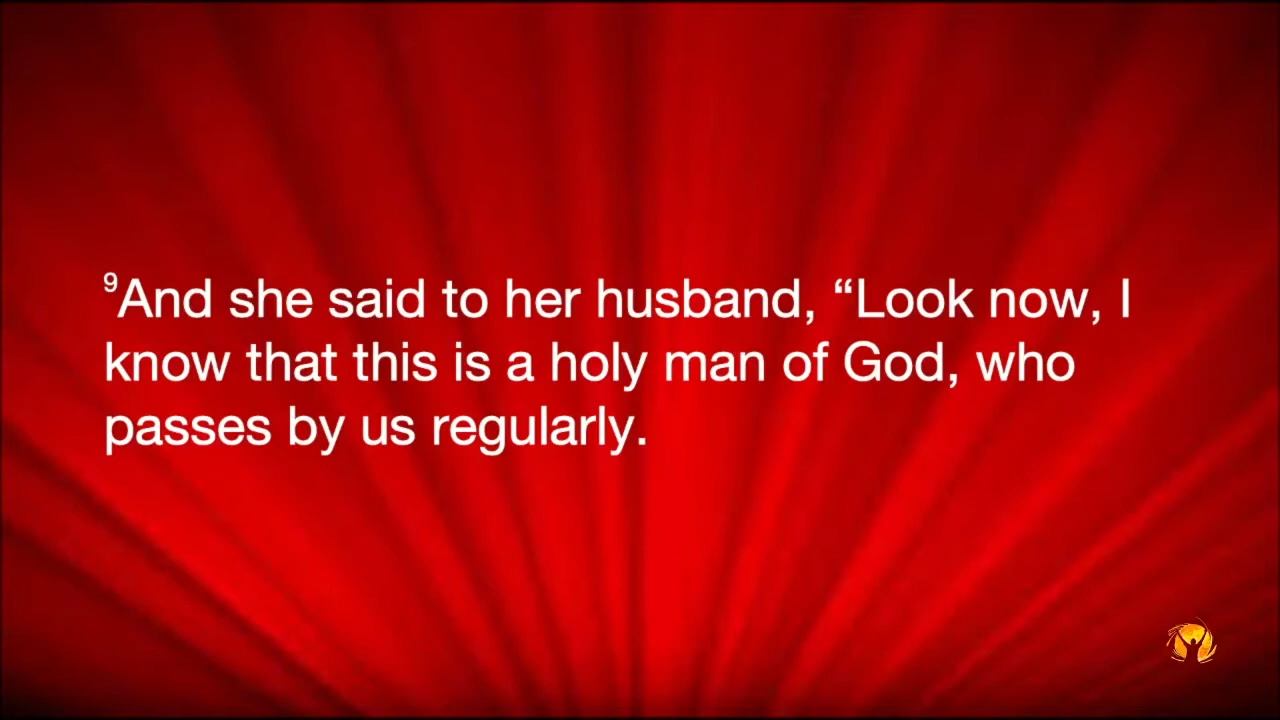 ⁹And she said to her husband, “Look now, I
know that this is a holy man of God, who
passes by us regularly.